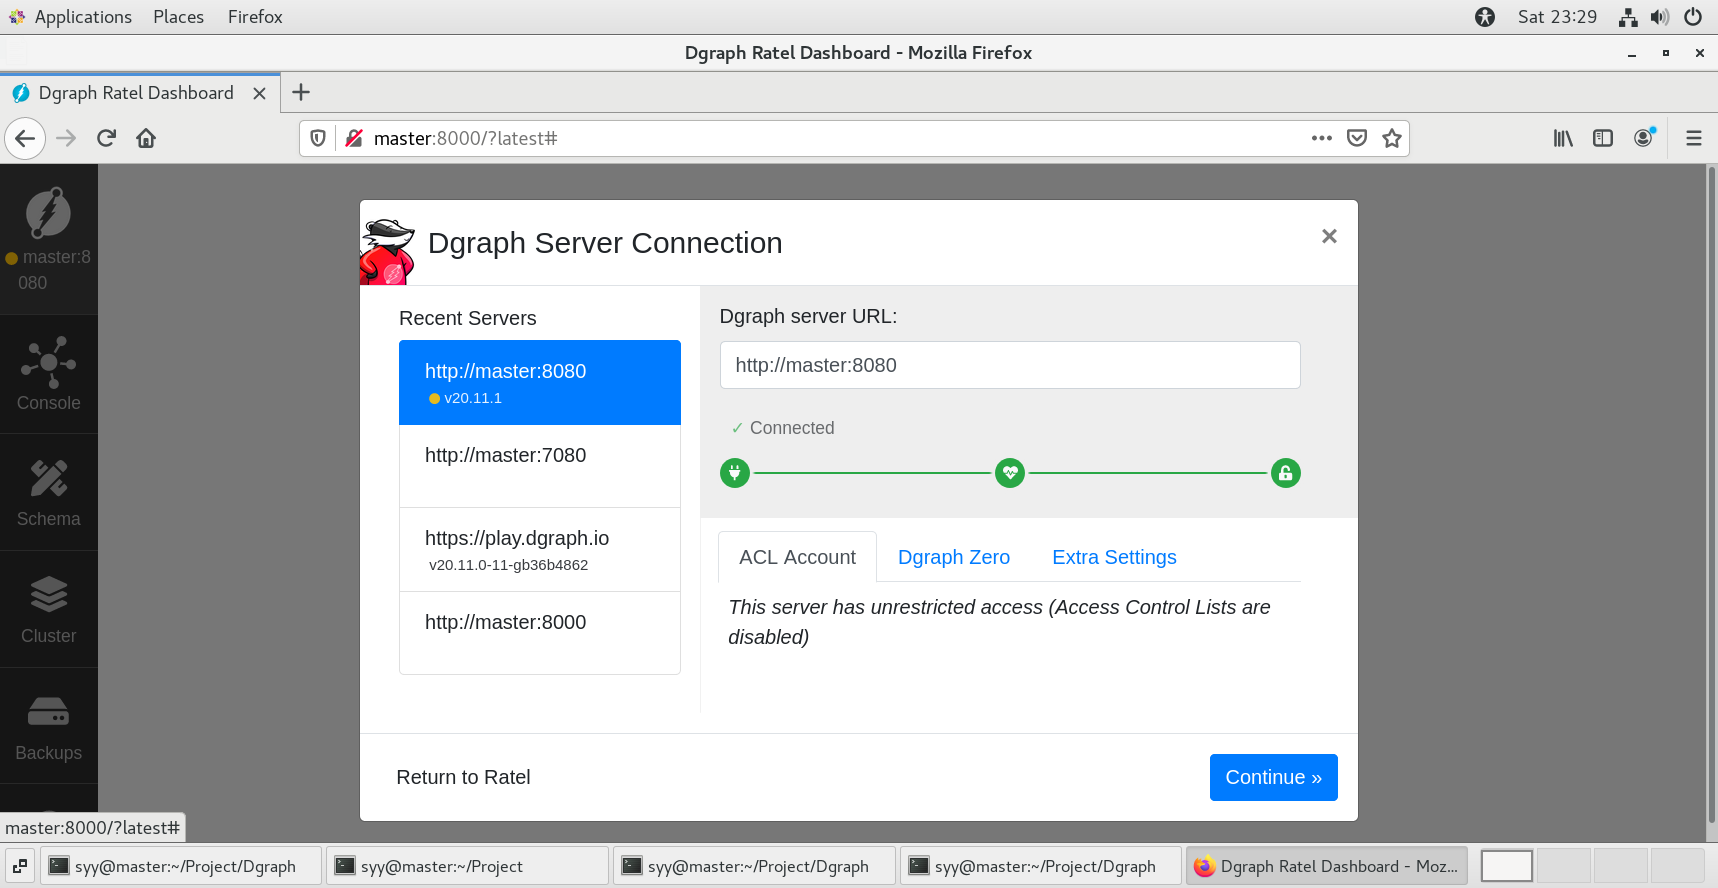 Applications Places Firefox Sat 23:29
Dgraph Ratel Dashboard - Mozilla Firefox
Dgraph Ratel Dashboard
master:8000/?latest#
master:8
080
Console
Schema
Cluster
Backups
Dgraph Server Connection
×
Recent Servers
http://master:8080
v20.11.1
http://master:7080
https://play.dgraph.io
v20.11.0-11-gb36b4862
http://master:8000
Dgraph server URL:
http://master:8080
✓ Connected
ACL Account Dgraph Zero Extra Settings
This server has unrestricted access (Access Control Lists are
disabled)
Return to Ratel
Continue »
master:8000/?latest#
syy@master:~/Project/Dgraph syy@master:~/Project syy@master:~/Project/Dgraph syy@master:~/Project/Dgraph Dgraph Ratel Dashboard - Moz...